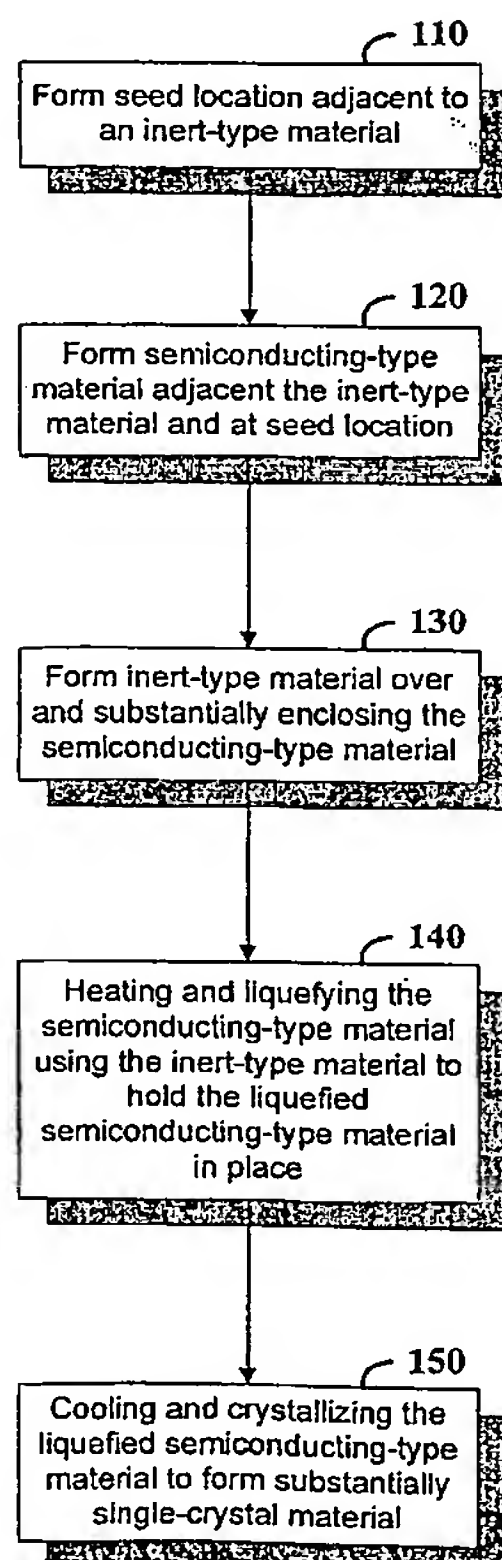 110
Form seed location adjacent to
an inert-type material
120
Form semiconducting-type
material adjacent the inert-type
material and at seed location
130
Form inert-type material over
and substantially enclosing the
semiconducting-type material
140
Heating and liquefying the
semiconducting-type material
using the inert-type material to
hold the liquefied
semiconducting-type material
in place
150
Cooling and crystallizing the
liquefied semiconducting-type
material to form substantially
single-crystal material